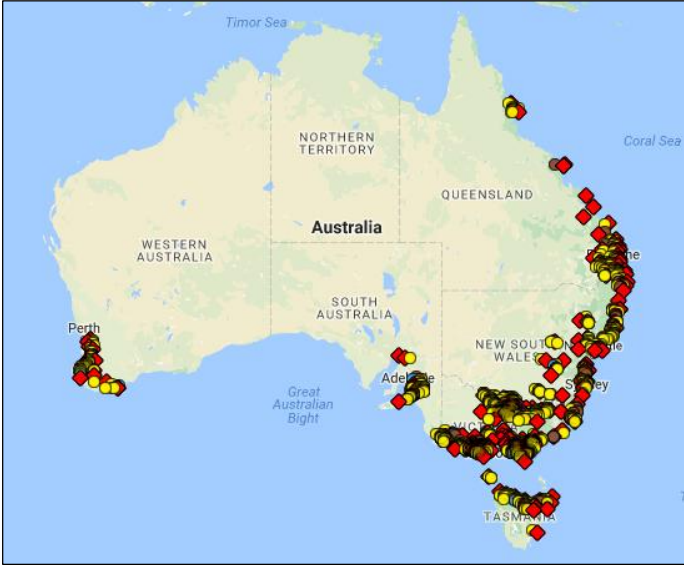 Timor Sea
NORTHERN
TERRITORY
Coral Sea
QUEENSLAND
Australia
WESTERN
AUSTRALIA
SOUTH
AUSTRALIA
Perth
NEW SOUTH
WALES
Great
Australian
Bight
TASMANIA